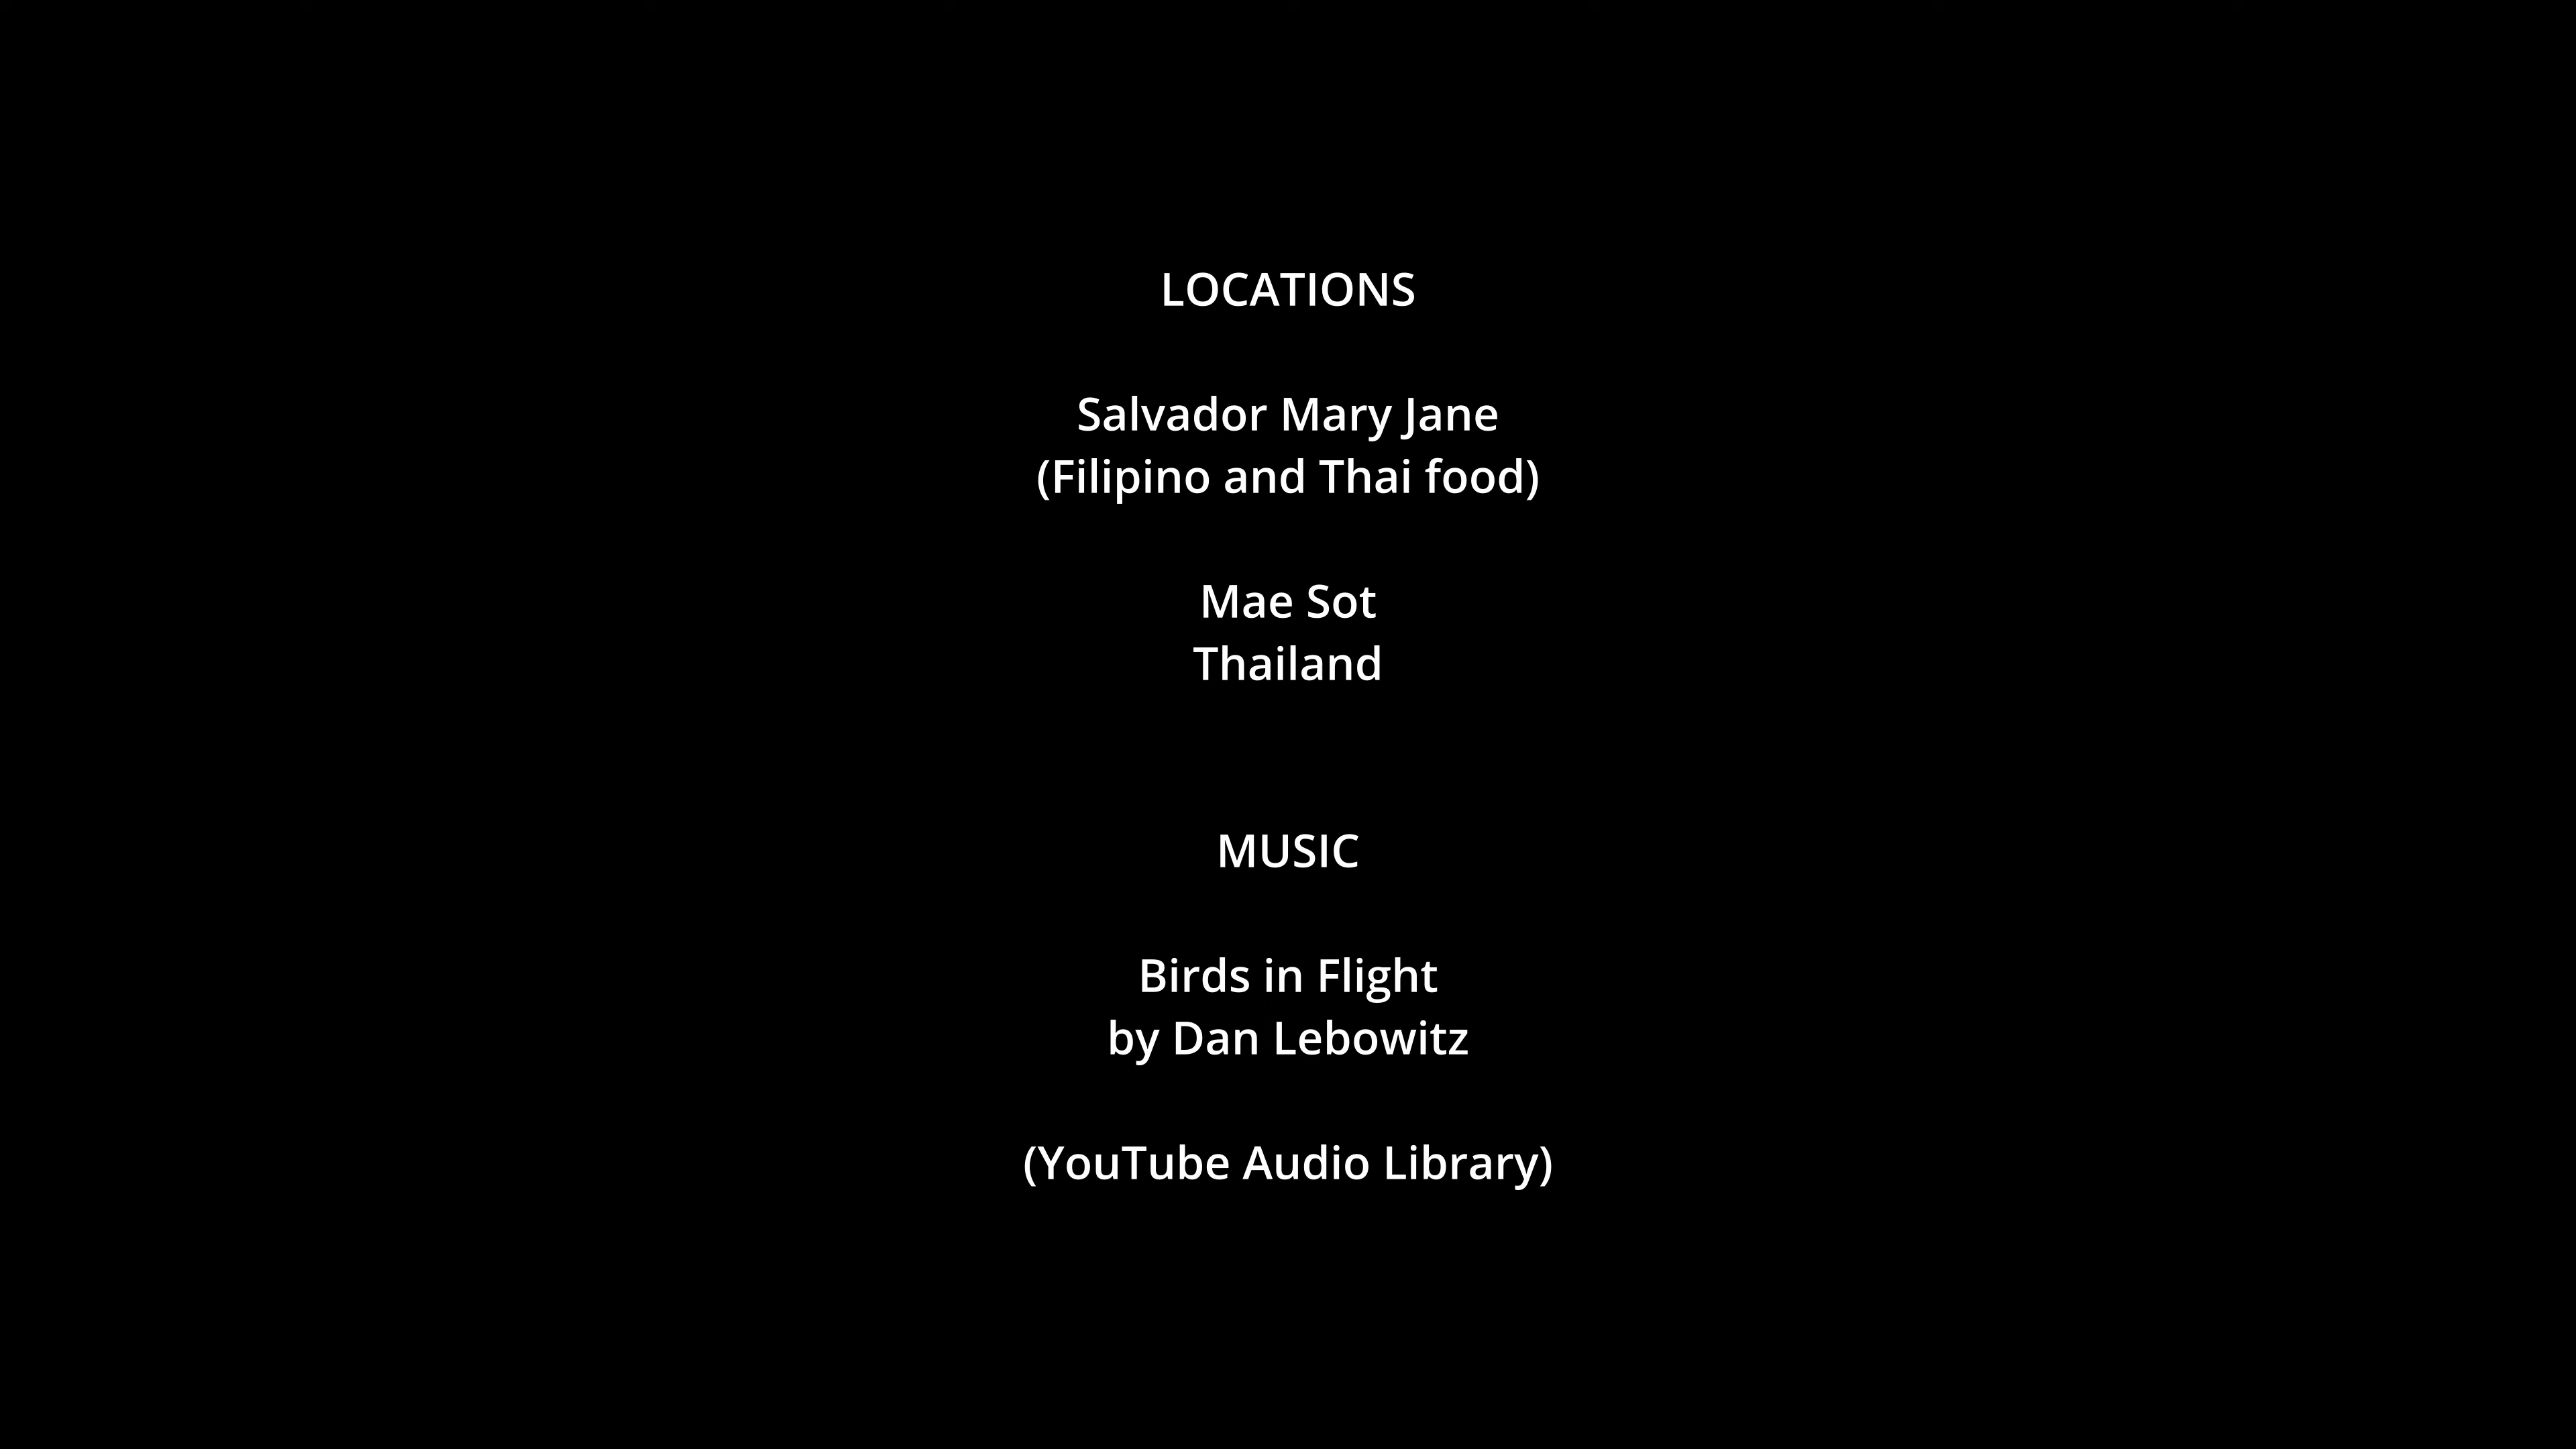 LOCATIONS
Salvador Mary Jane
(Filipino and Thai food)
Mae Sot
Thailand
MUSIC
Birds in Flight
by Dan Lebowitz
(YouTube Audio Library)